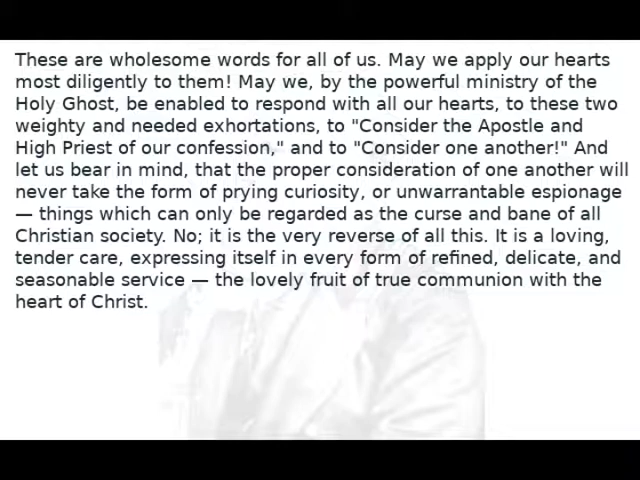 These are wholesome words for all of us. May we apply our hearts
most diligently to them! May we, by the powerful ministry of the
Holy Ghost, be enabled to respond with all our hearts, to these two
weighty and needed exhortations, to "Consider the Apostle and
High Priest of our confession," and to "Consider one another!" And
let us bear in mind, that the proper consideration of one another will
never take the form of prying curiosity, or unwarrantable espionage
— things which can only be regarded as the curse and bane of all
Christian society. No; it is the very reverse of all this. It is a loving,
tender care, expressing itself in every form of refined, delicate, and
seasonable service — the lovely fruit of true communion with the
heart of Christ.